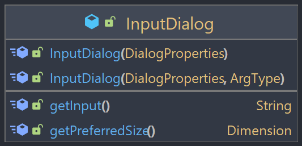 InputDialog
InputDialog(DialogProperties)
InputDialog(DialogProperties, ArgType)
getInput() String
getPreferredSize() Dimension